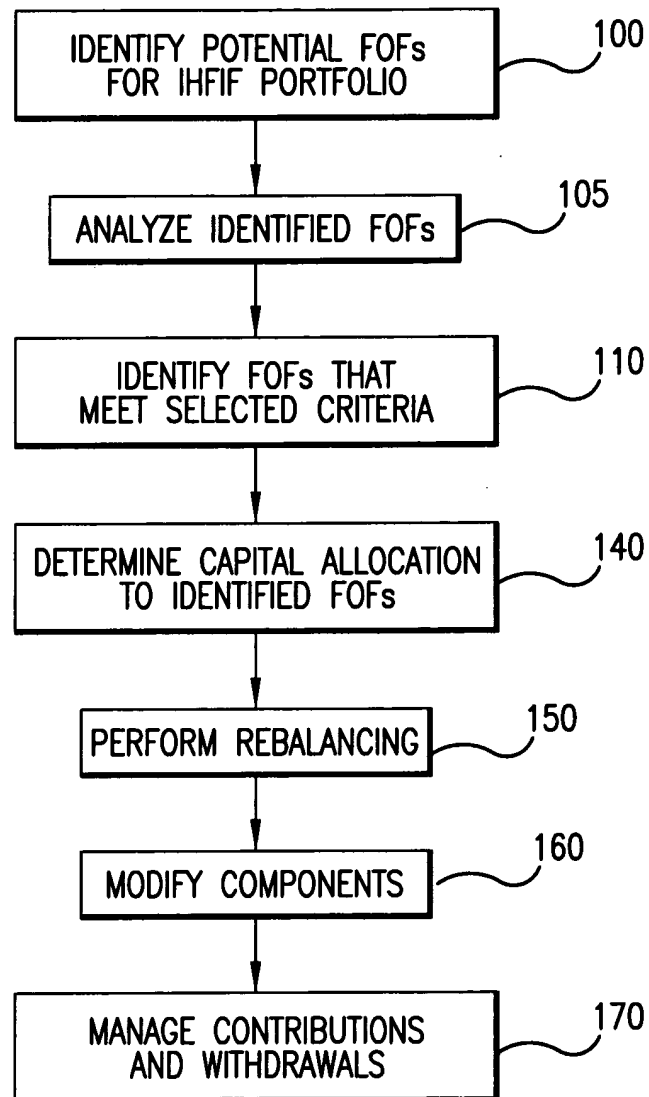 IDENTIFY POTENTIAL FOFs
FOR IHFIF PORTFOLIO
100
ANALYZE IDENTIFIED FOFs
105
IDENTIFY FOFs THAT
MEET SELECTED CRITERIA
110
DETERMINE CAPITAL ALLOCATION
TO IDENTIFIED FOFs
140
PERFORM REBALANCING
150
MODIFY COMPONENTS
160
MANAGE CONTRIBUTIONS
AND WITHDRAWALS
170